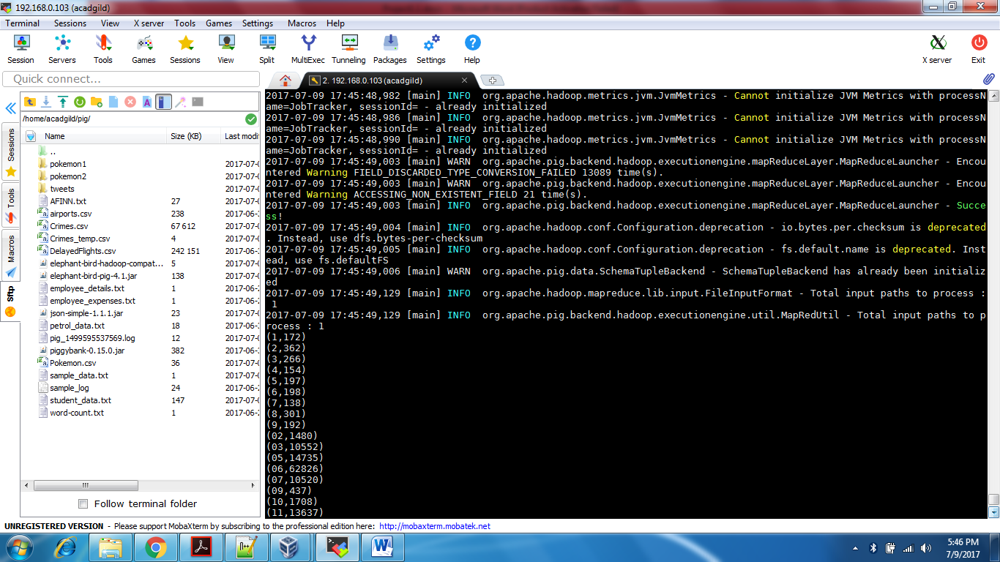 192.168.0.103 (acadgild)
Terminal Sessions View X server Tools Games Settings Macros Help
Session Servers Tools Games Sessions View Split MultiExec Tunneling Packages Settings Help X server Exit
Quick connect...
2. 192.168.0.103 (acadgild)
/home/acadgild/pig/
Name Size (KB) Last modif
..
pokemon1 2017-07-0
pokemon2 2017-07-0
tweets 2017-07-0
AFINN.txt 27 2017-07-0
airports.csv 238 2017-06-3
Crimes.csv 67 612 2017-07-0
Crimes_temp.csv 4 2017-07-0
DelayedFlights.csv 242 151 2017-06-3
elephant-bird-hadoop-compat... 5 2017-07-0
elephant-bird-pig-4.1.jar 138 2017-07-0
employee_details.txt 1 2017-06-2
employee_expenses.txt 1 2017-06-2
json-simple-1.1.1.jar 23 2017-07-0
petrol_data.txt 18 2017-06-3
pig_1499595537569.log 12 2017-07-0
piggybank-0.15.0.jar 382 2017-06-3
Pokemon.csv 36 2017-07-0
sample_data.txt 1 2017-07-0
sample_log 24 2017-06-2
student_data.txt 147 2017-07-0
word-count.txt 1 2017-06-2
Follow terminal folder
Sessions
Tools
Macros
Sftp
2017-07-09 17:45:48,982 [main] INFO  org.apache.hadoop.metrics.jvm.JvmMetrics - Cannot initialize JVM Metrics with processN
ame=JobTracker, sessionId= - already initialized
2017-07-09 17:45:48,986 [main] INFO  org.apache.hadoop.metrics.jvm.JvmMetrics - Cannot initialize JVM Metrics with processN
ame=JobTracker, sessionId= - already initialized
2017-07-09 17:45:48,990 [main] INFO  org.apache.hadoop.metrics.jvm.JvmMetrics - Cannot initialize JVM Metrics with processN
ame=JobTracker, sessionId= - already initialized
2017-07-09 17:45:49,003 [main] WARN  org.apache.pig.backend.hadoop.executionengine.mapReduceLayer.MapReduceLauncher - Encou
ntered Warning FIELD_DISCARDED_TYPE_CONVERSION_FAILED 13089 time(s).
2017-07-09 17:45:49,003 [main] WARN  org.apache.pig.backend.hadoop.executionengine.mapReduceLayer.MapReduceLauncher - Encou
ntered Warning ACCESSING_NON_EXISTENT_FIELD 21 time(s).
2017-07-09 17:45:49,003 [main] INFO  org.apache.pig.backend.hadoop.executionengine.mapReduceLayer.MapReduceLauncher - Succe
ss!
2017-07-09 17:45:49,004 [main] INFO  org.apache.hadoop.conf.Configuration.deprecation - io.bytes.per.checksum is deprecated
. Instead, use dfs.bytes-per-checksum
2017-07-09 17:45:49,005 [main] INFO  org.apache.hadoop.conf.Configuration.deprecation - fs.default.name is deprecated. Inst
ead, use fs.defaultFS
2017-07-09 17:45:49,006 [main] WARN  org.apache.pig.data.SchemaTupleBackend - SchemaTupleBackend has already been initializ
ed
2017-07-09 17:45:49,129 [main] INFO  org.apache.hadoop.mapreduce.lib.input.FileInputFormat - Total input paths to process :
 1
2017-07-09 17:45:49,129 [main] INFO  org.apache.pig.backend.hadoop.executionengine.util.MapRedUtil - Total input paths to p
rocess : 1
(1,172)
(2,362)
(3,266)
(4,154)
(5,197)
(6,198)
(7,138)
(8,301)
(9,192)
(02,1480)
(03,10552)
(05,14735)
(06,62826)
(07,10520)
(09,437)
(10,1708)
(11,13637)
UNREGISTERED VERSION - Please support MobaXterm by subscribing to the professional edition here: http://mobaxterm.mobatek.net
5:46 PM
7/9/2017